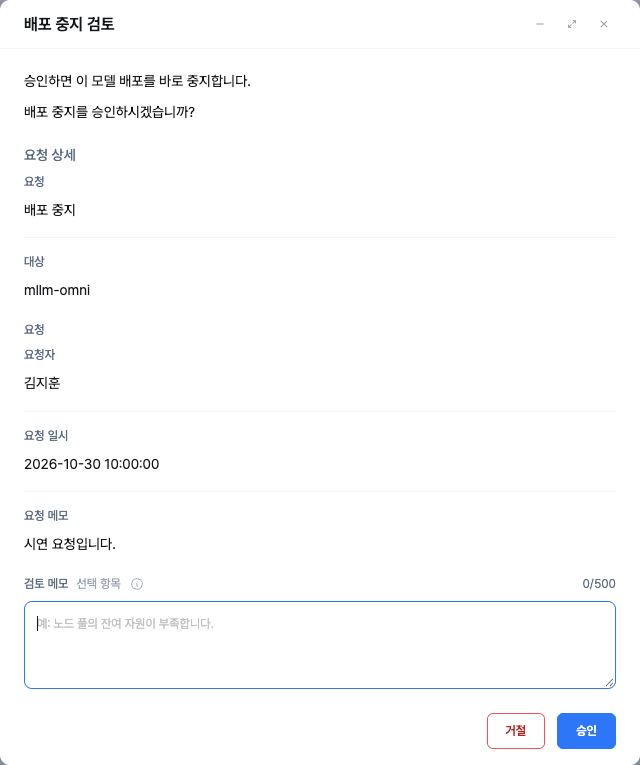 배포 중지 검토
승인하면 이 모델 배포를 바로 중지합니다.
배포 중지를 승인하시겠습니까?
요청 상세
요청
배포 중지
대상
mllm-omni
요청
요청자
김지훈
요청 일시
2026-10-30 10:00:00
요청 메모
시연 요청입니다.
검토 메모 선택 항목 0/500
예: 노드 풀의 잔여 자원이 부족합니다.
거절 승인